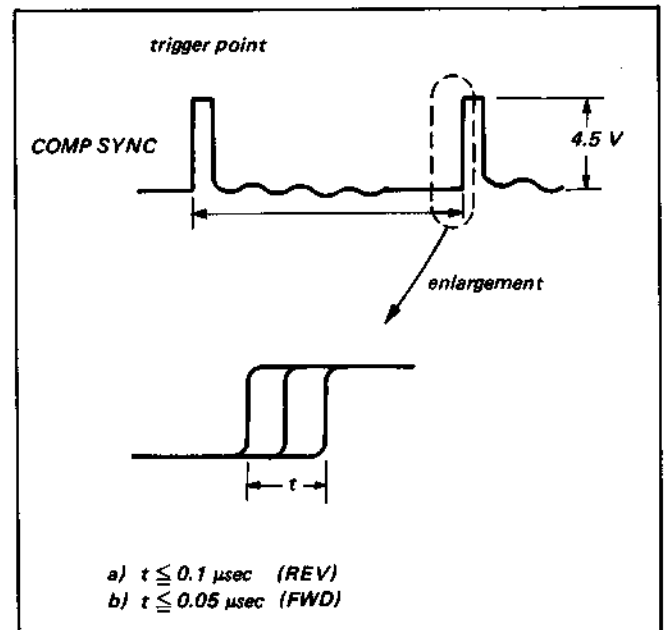 trigger point
COMP SYNC
4.5 V
enlargement
t
a) t ≦ 0.1 μsec (REV)
b) t ≦ 0.05 μsec (FWD)